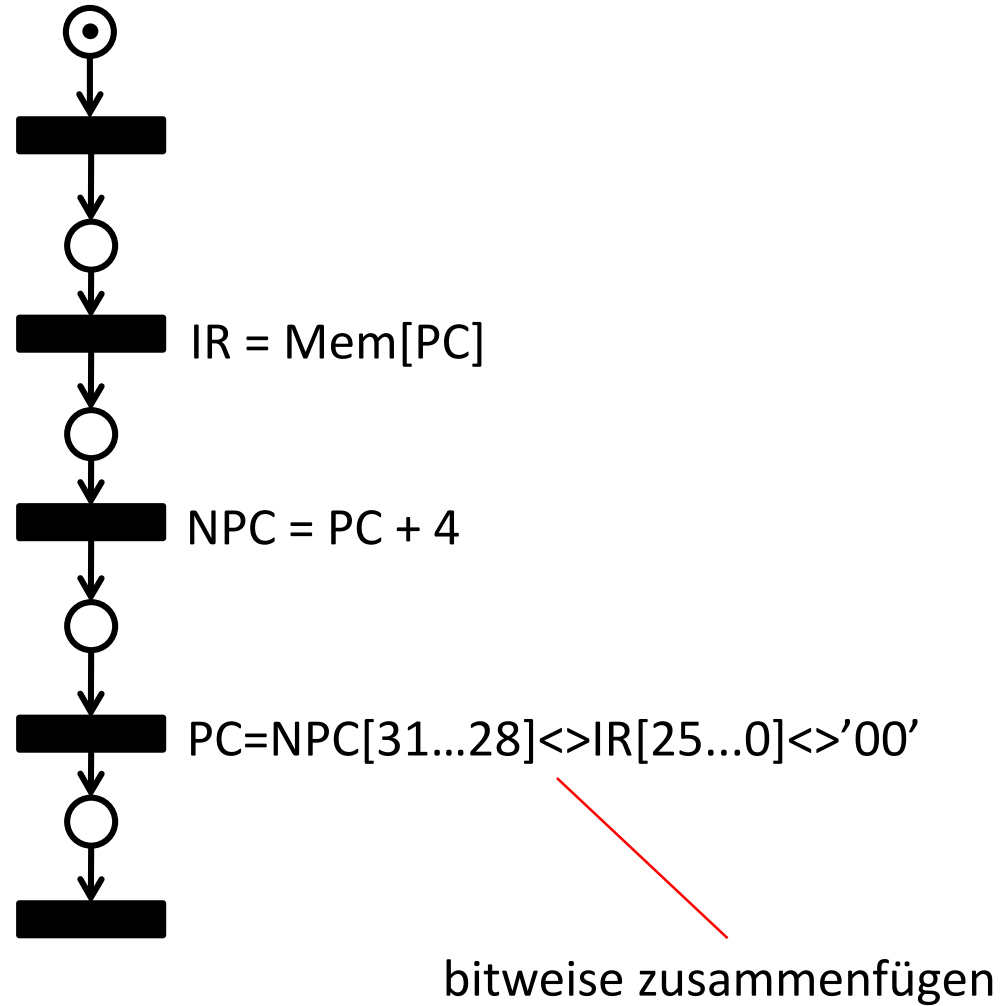 IR = Mem[PC]
NPC = PC + 4
PC=NPC[31...28]<>IR[25...0]<>’00’
bitweise zusammenfügen